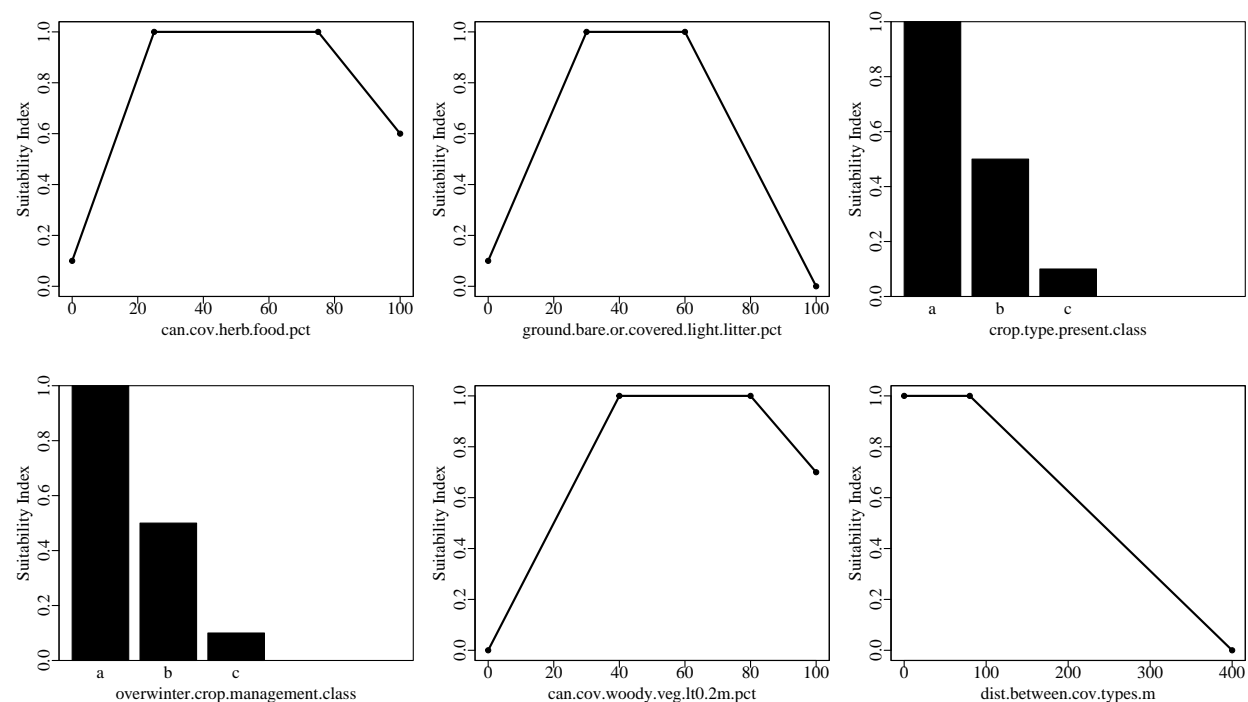 Suitability Index
0.0 0.2 0.4 0.6 0.8 1.0
0 20 40 60 80 100
can.cov.herb.food.pct
Suitability Index
0.0 0.2 0.4 0.6 0.8 1.0
0 20 40 60 80 100
ground.bare.or.covered.light.litter.pct
Suitability Index
0.0 0.2 0.4 0.6 0.8 1.0
a b c
crop.type.present.class
Suitability Index
0.0 0.2 0.4 0.6 0.8 1.0
a b c
overwinter.crop.management.class
Suitability Index
0.0 0.2 0.4 0.6 0.8 1.0
0 20 40 60 80 100
can.cov.woody.veg.lt0.2m.pct
Suitability Index
0.0 0.2 0.4 0.6 0.8 1.0
0 100 200 300 400
dist.between.cov.types.m